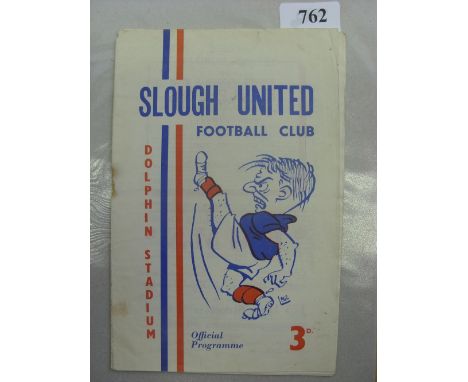 762
SLOUGH UNITED
FOOTBALL CLUB
DOLPHIN STADIUM
Official
Programme
3D.